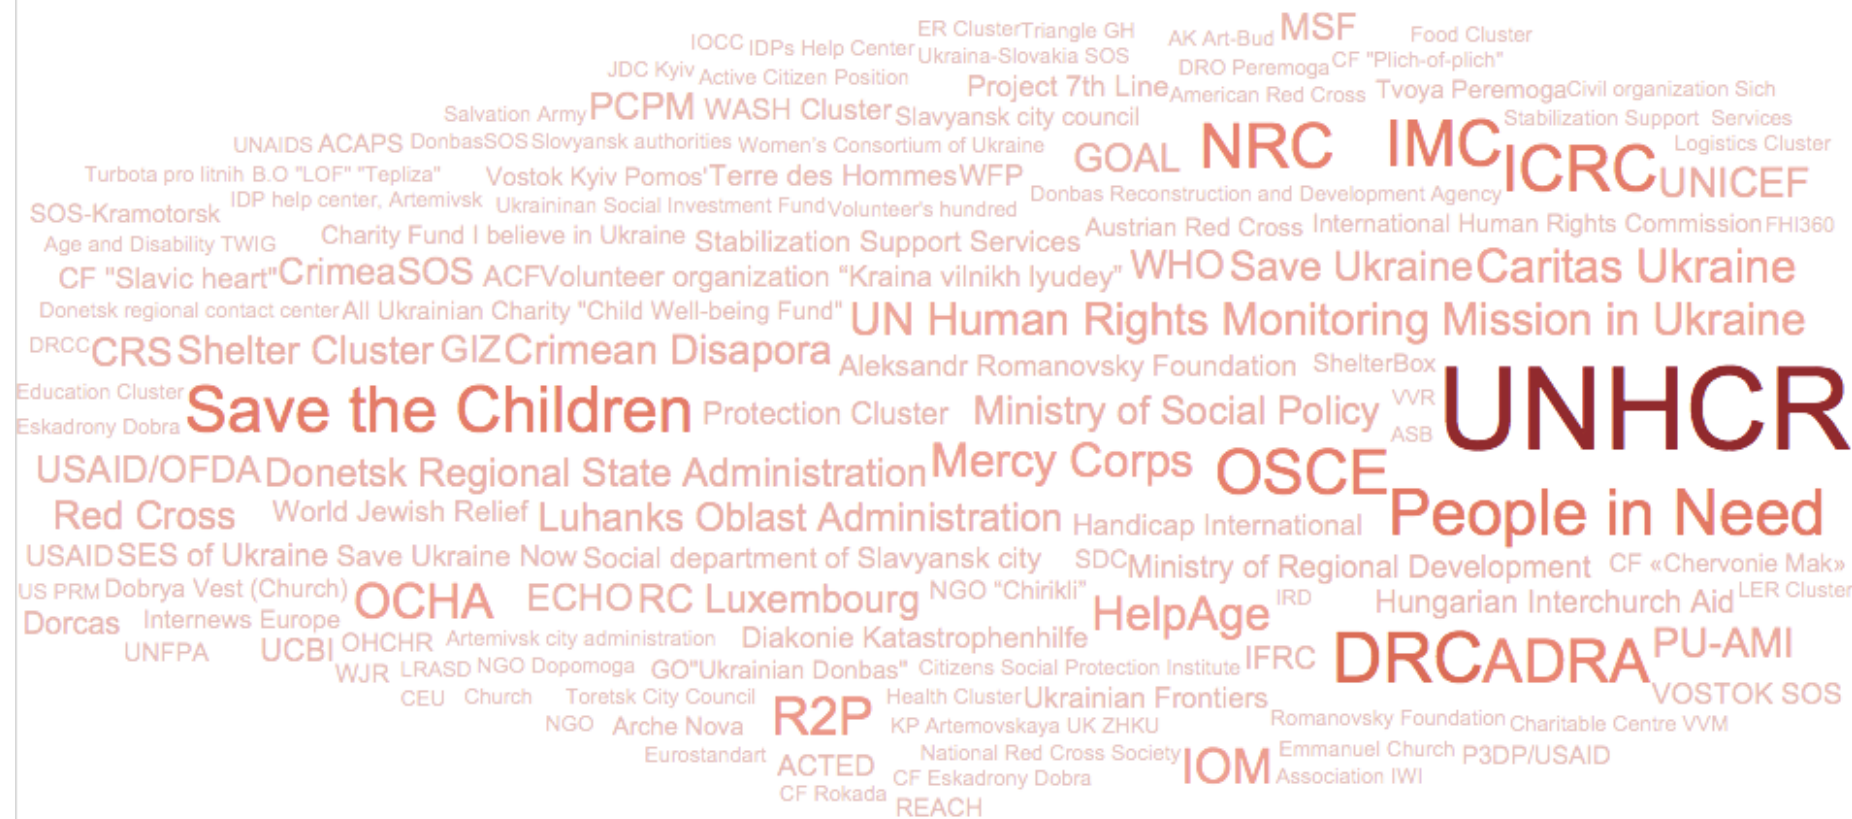 ER Cluster Triangle GH AK Art-Bud MSF Food Cluster
IOCC IDPs Help Center Ukraina-Slovakia SOS DRO Peremoga CF "Plich-of-plich"
JDC Kyiv Active Citizen Position Project 7th Line American Red Cross Tvoya Peremoga Civil organization Sich
Salvation Army PCPM WASH Cluster Slavyansk city council NRC IMC Stabilization Support Services
UNAIDS ACAPS DonbasSOS Slovyansk authorities Women's Consortium of Ukraine GOAL ICRC Logistics Cluster
Turbota pro litnih B.O "LOF" "Tepliza" Vostok Kyiv Pomos' Terre des Hommes WFP Donbas Reconstruction and Development Agency UNICEF
SOS-Kramotorsk IDP help center, Artemivsk Ukraininan Social Investment Fund Volunteer's hundred
Age and Disability TWIG Charity Fund I believe in Ukraine Stabilization Support Services Austrian Red Cross International Human Rights Commission FHI360
CF "Slavic heart" CrimeaSOS ACF Volunteer organization “Kraina vilnikh lyudey” WHO Save Ukraine Caritas Ukraine
Donetsk regional contact center All Ukrainian Charity "Child Well-being Fund" UN Human Rights Monitoring Mission in Ukraine
DRCC CRS Shelter Cluster GIZ Crimean Disapora Aleksandr Romanovsky Foundation ShelterBox
Education Cluster Save the Children Protection Cluster Ministry of Social Policy VVR UNHCR
Eskadrony Dobra ASB
USAID/OFDA Donetsk Regional State Administration Mercy Corps OSCE
Red Cross World Jewish Relief Luhanks Oblast Administration Handicap International People in Need
USAID SES of Ukraine Save Ukraine Now Social department of Slavyansk city SDC Ministry of Regional Development CF «Chervonie Mak»
US PRM Dobrya Vest (Church) OCHA ECHO RC Luxembourg NGO “Chirikli” HelpAge IRD Hungarian Interchurch Aid LER Cluster
Dorcas Internews Europe
UNFPA UCBI OHCHR Artemivsk city administration Diakonie Katastrophenhilfe IFRC DRC ADRA PU-AMI
WJR LRASD NGO Dopomoga GO"Ukrainian Donbas" Citizens Social Protection Institute
CEU Church Toretsk City Council R2P Health Cluster Ukrainian Frontiers VOSTOK SOS
NGO Arche Nova KP Artemovskaya UK ZHKU Romanovsky Foundation Charitable Centre VVM
Eurostandart ACTED National Red Cross Society IOM Emmanuel Church P3DP/USAID
CF Rokada CF Eskadrony Dobra Association IWI
REACH